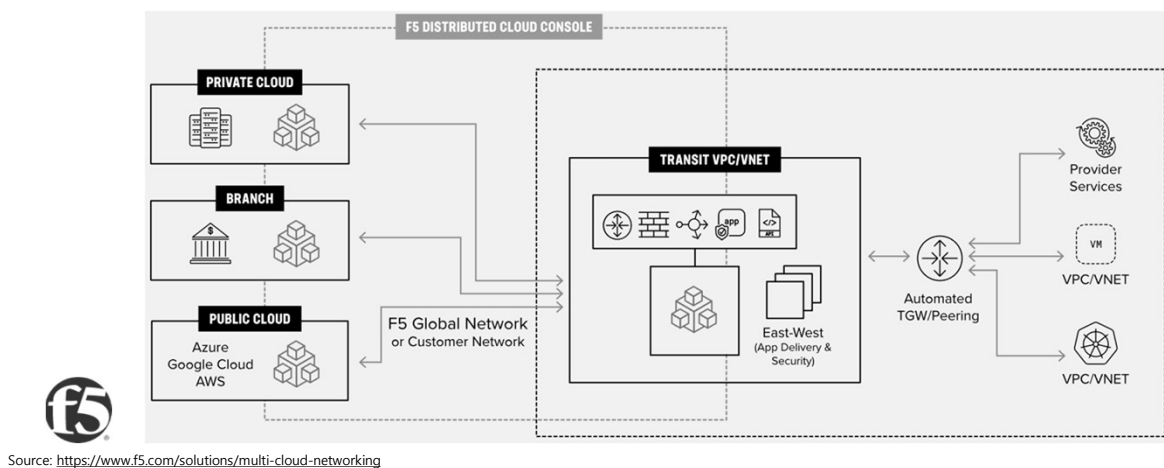 F5 DISTRIBUTED CLOUD CONSOLE
PRIVATE CLOUD
BRANCH
$
PUBLIC CLOUD
Azure
Google Cloud
AWS
F5 Global Network
or Customer Network
TRANSIT VPC/VNET
app
</>
API
East-West
(App Delivery &
Security)
Automated
TGW/Peering
Provider
Services
VM
VPC/VNET
VPC/VNET
f5
Source: https://www.f5.com/solutions/multi-cloud-networking